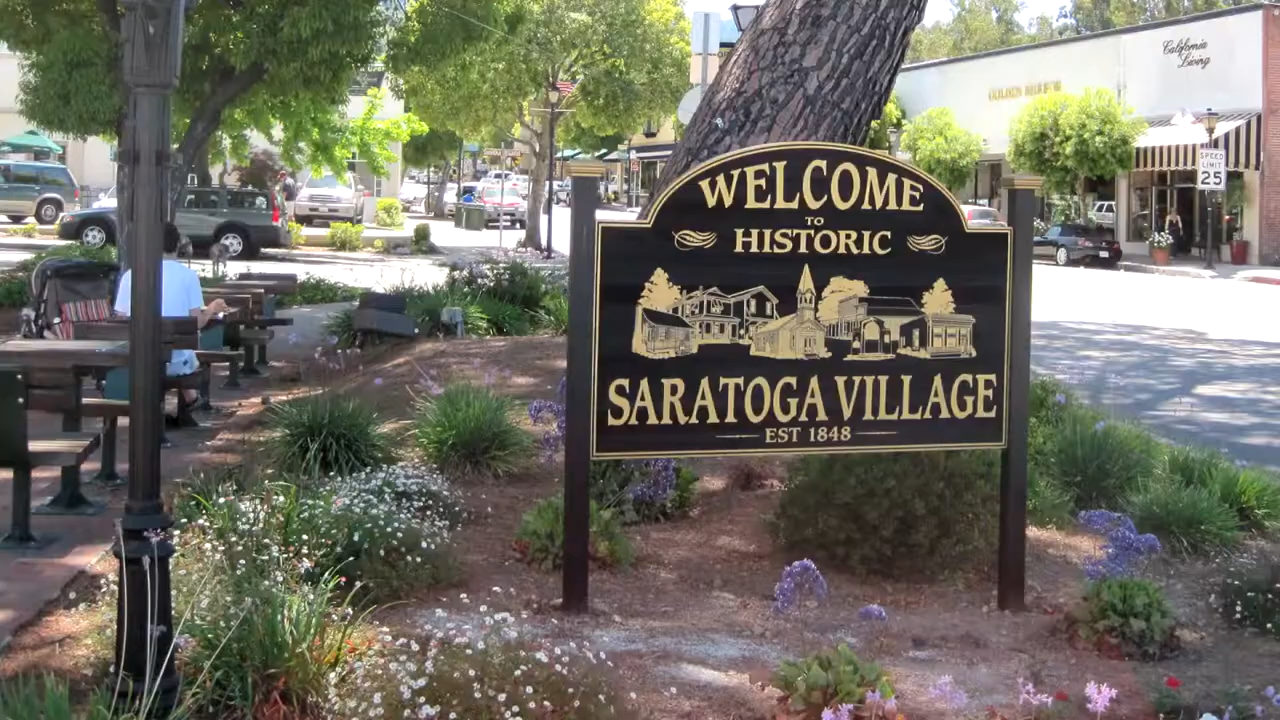 WELCOME
TO
HISTORIC
SARATOGA VILLAGE
EST 1848
California
Living
SPEED
LIMIT
25